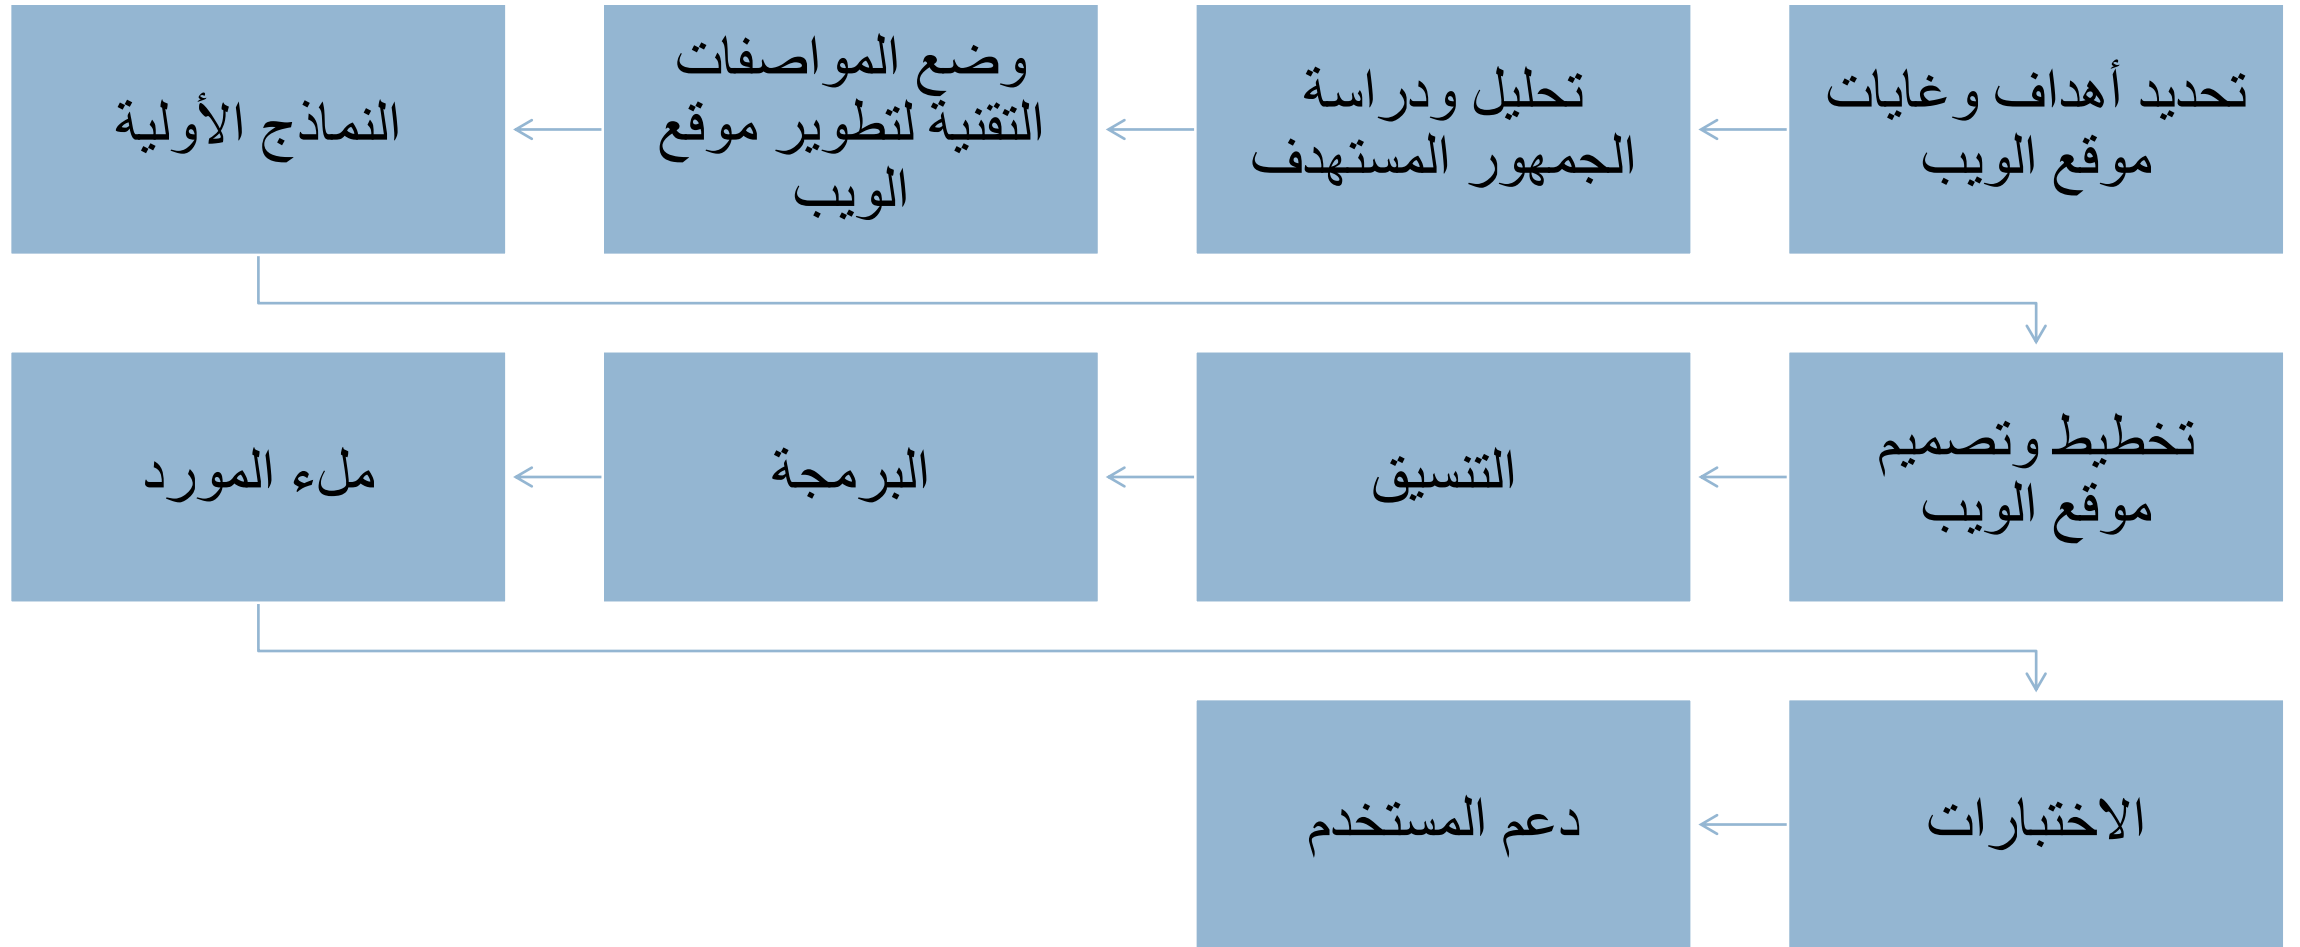 تحديد أهداف وغايات
موقع الويب
تحليل ودراسة
الجمهور المستهدف
وضع المواصفات
التقنية لتطوير موقع
الويب
النماذج الأولية
تخطيط وتصميم
موقع الويب
التنسيق
البرمجة
ملء المورد
الاختبارات
دعم المستخدم